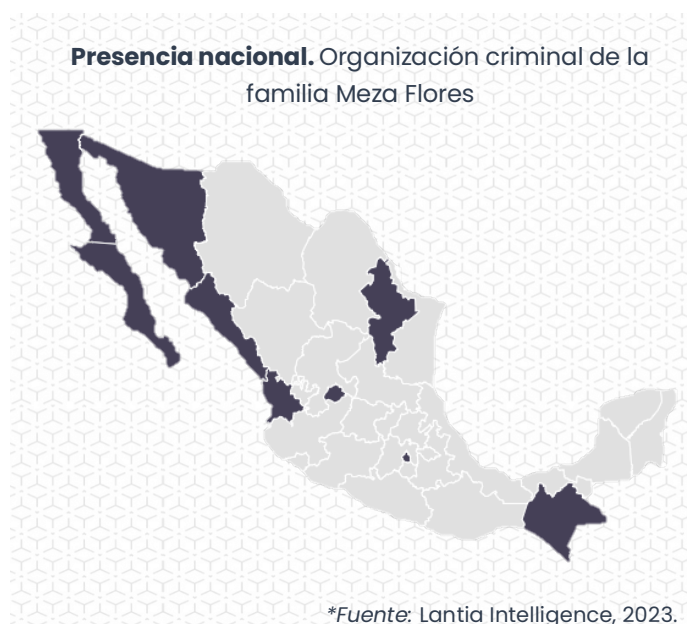 Presencia nacional. Organización criminal de la
familia Meza Flores
*Fuente: Lantia Intelligence, 2023.